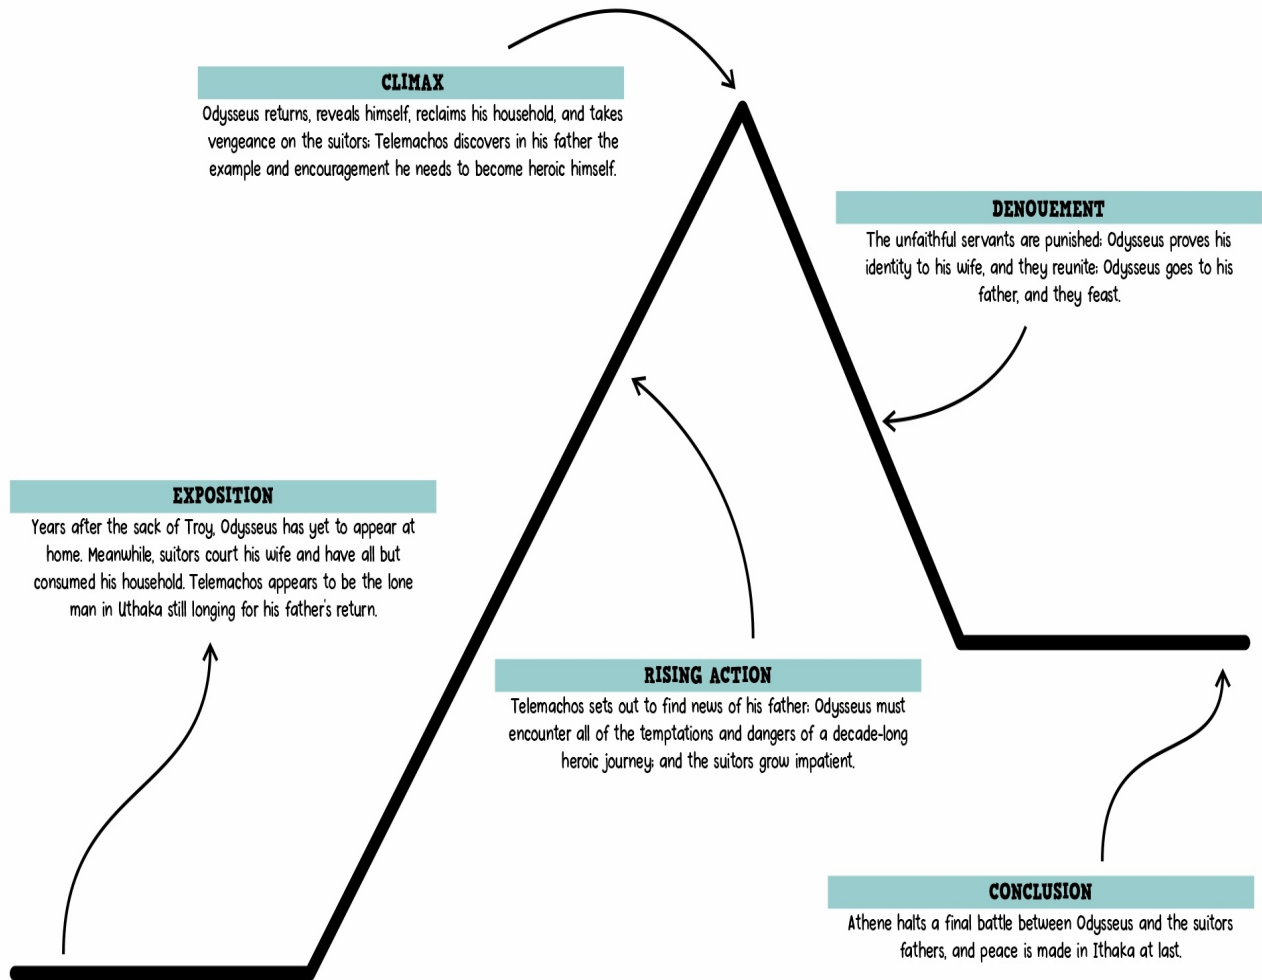 CLIMAX
Odysseus returns, reveals himself, reclaims his household, and takes
vengeance on the suitors; Telemachos discovers in his father the
example and encouragement he needs to become heroic himself.
DENOUEMENT
The unfaithful servants are punished; Odysseus proves his
identity to his wife, and they reunite; Odysseus goes to his
father, and they feast.
EXPOSITION
Years after the sack of Troy, Odysseus has yet to appear at
home. Meanwhile, suitors court his wife and have all but
consumed his household. Telemachos appears to be the lone
man in Uthaka still longing for his father's return.
RISING ACTION
Telemachos sets out to find news of his father; Odysseus must
encounter all of the temptations and dangers of a decade-long
heroic journey; and the suitors grow impatient.
CONCLUSION
Athene halts a final battle between Odysseus and the suitors
fathers, and peace is made in Ithaka at last.